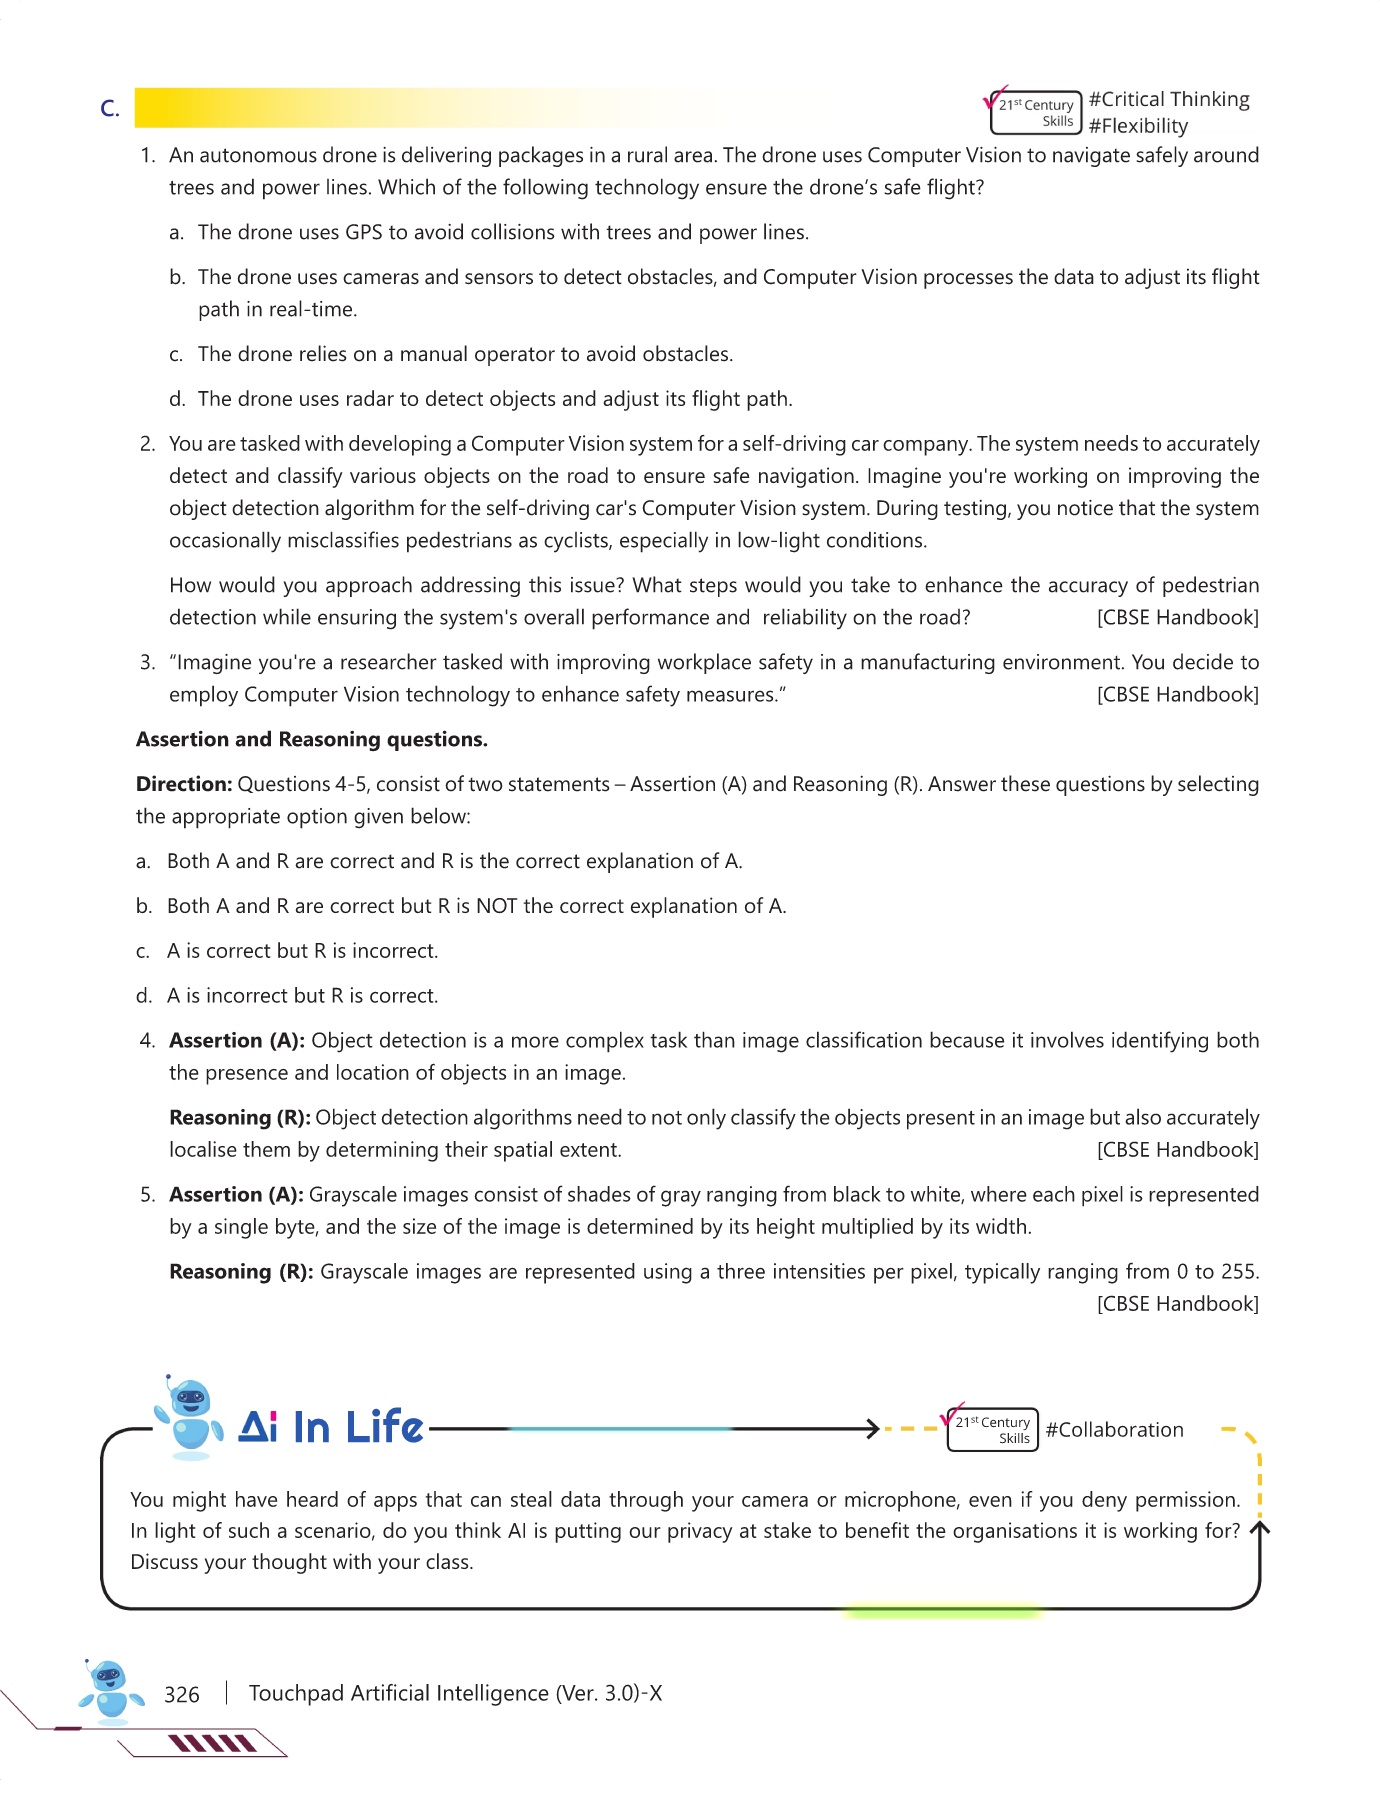 C.
21st Century
Skills
#Critical Thinking
#Flexibility
1. An autonomous drone is delivering packages in a rural area. The drone uses Computer Vision to navigate safely around
trees and power lines. Which of the following technology ensure the drone’s safe flight?
a. The drone uses GPS to avoid collisions with trees and power lines.
b. The drone uses cameras and sensors to detect obstacles, and Computer Vision processes the data to adjust its flight
path in real-time.
c. The drone relies on a manual operator to avoid obstacles.
d. The drone uses radar to detect objects and adjust its flight path.
2. You are tasked with developing a Computer Vision system for a self-driving car company. The system needs to accurately
detect and classify various objects on the road to ensure safe navigation. Imagine you're working on improving the
object detection algorithm for the self-driving car's Computer Vision system. During testing, you notice that the system
occasionally misclassifies pedestrians as cyclists, especially in low-light conditions.
How would you approach addressing this issue? What steps would you take to enhance the accuracy of pedestrian
detection while ensuring the system's overall performance and reliability on the road? [CBSE Handbook]
3. “Imagine you're a researcher tasked with improving workplace safety in a manufacturing environment. You decide to
employ Computer Vision technology to enhance safety measures.” [CBSE Handbook]
Assertion and Reasoning questions.
Direction: Questions 4-5, consist of two statements – Assertion (A) and Reasoning (R). Answer these questions by selecting
the appropriate option given below:
a. Both A and R are correct and R is the correct explanation of A.
b. Both A and R are correct but R is NOT the correct explanation of A.
c. A is correct but R is incorrect.
d. A is incorrect but R is correct.
4. Assertion (A): Object detection is a more complex task than image classification because it involves identifying both
the presence and location of objects in an image.
Reasoning (R): Object detection algorithms need to not only classify the objects present in an image but also accurately
localise them by determining their spatial extent. [CBSE Handbook]
5. Assertion (A): Grayscale images consist of shades of gray ranging from black to white, where each pixel is represented
by a single byte, and the size of the image is determined by its height multiplied by its width.
Reasoning (R): Grayscale images are represented using a three intensities per pixel, typically ranging from 0 to 255.
[CBSE Handbook]
Ai In Life
21st Century
Skills
#Collaboration
You might have heard of apps that can steal data through your camera or microphone, even if you deny permission.
In light of such a scenario, do you think AI is putting our privacy at stake to benefit the organisations it is working for?
Discuss your thought with your class.
326 | Touchpad Artificial Intelligence (Ver. 3.0)-X